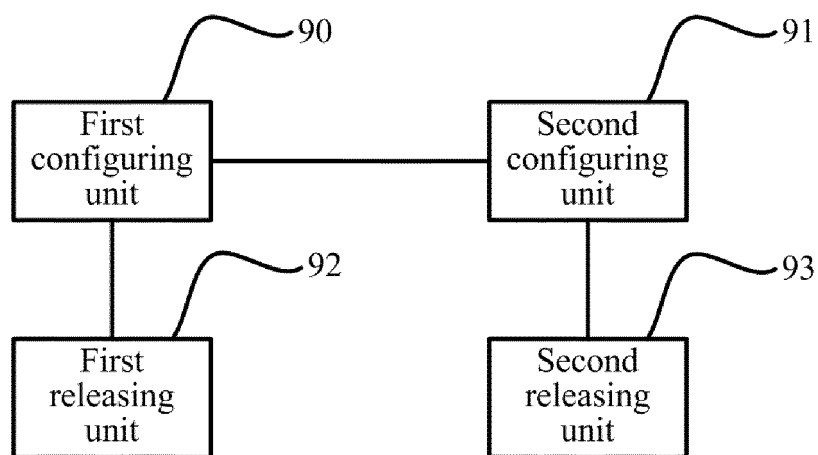 90
91
First
configuring
unit
Second
configuring
unit
92
93
First
releasing
unit
Second
releasing
unit